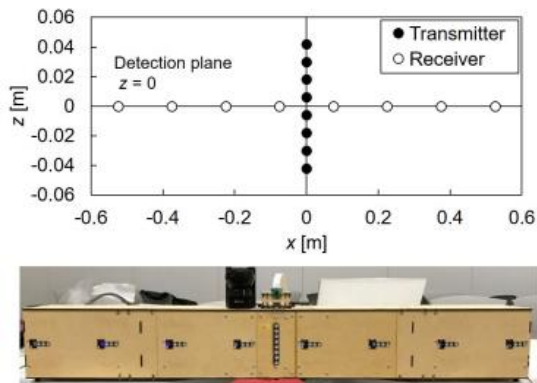 0.06
0.04
0.02
0
-0.02
-0.04
-0.06
z [m]
Detection plane
z = 0
Transmitter
Receiver
-0.6 -0.4 -0.2 0 0.2 0.4 0.6
x [m]